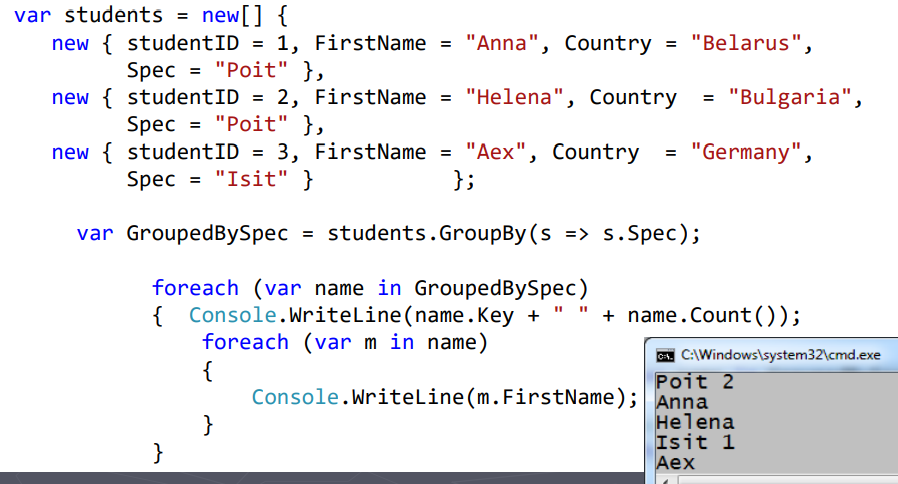 var students = new[] {
new { studentID = 1, FirstName = "Anna", Country = "Belarus",
Spec = "Poit" },
new { studentID = 2, FirstName = "Helena", Country  = "Bulgaria",
Spec = "Poit" },
new { studentID = 3, FirstName = "Aex", Country  = "Germany",
Spec = "Isit" }           };
var GroupedBySpec = students.GroupBy(s => s.Spec);
foreach (var name in GroupedBySpec)
{  Console.WriteLine(name.Key + " " + name.Count());
foreach (var m in name)
{
Console.WriteLine(m.FirstName);
}
}
C:\Windows\system32\cmd.exe
Poit 2
Anna
Helena
Isit 1
Aex